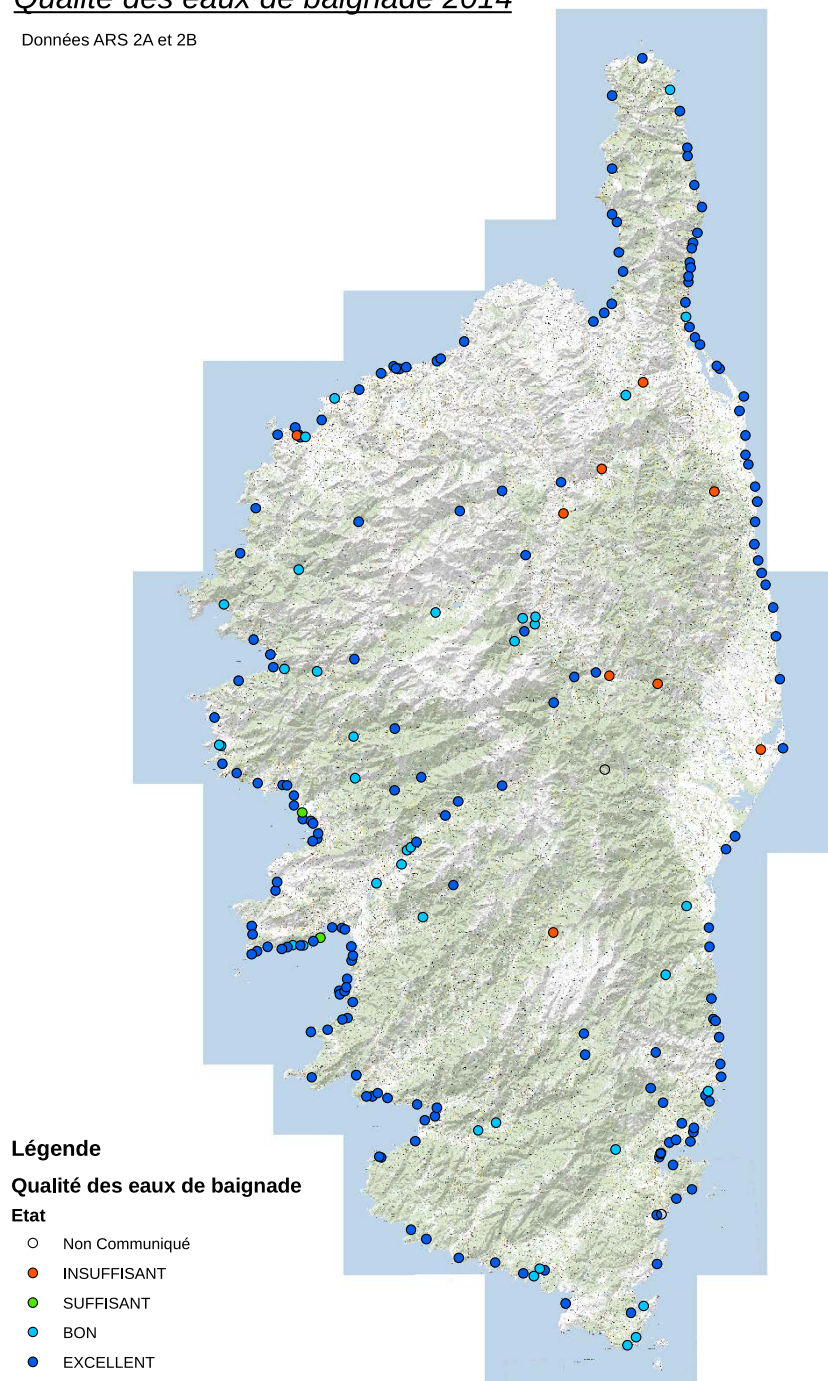 Qualité des eaux de baignade 2014
Données ARS 2A et 2B
Légende
Qualité des eaux de baignade
Etat
Non Communiqué
INSUFFISANT
SUFFISANT
BON
EXCELLENT